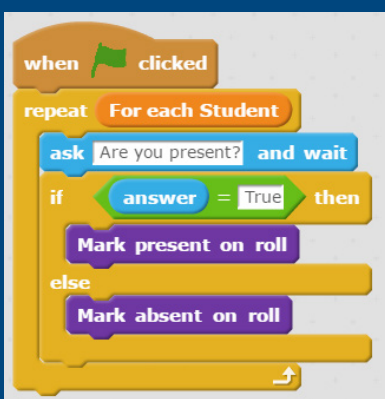 when clicked
repeat For each Student
ask Are you present? and wait
if answer = True then
Mark present on roll
else
Mark absent on roll